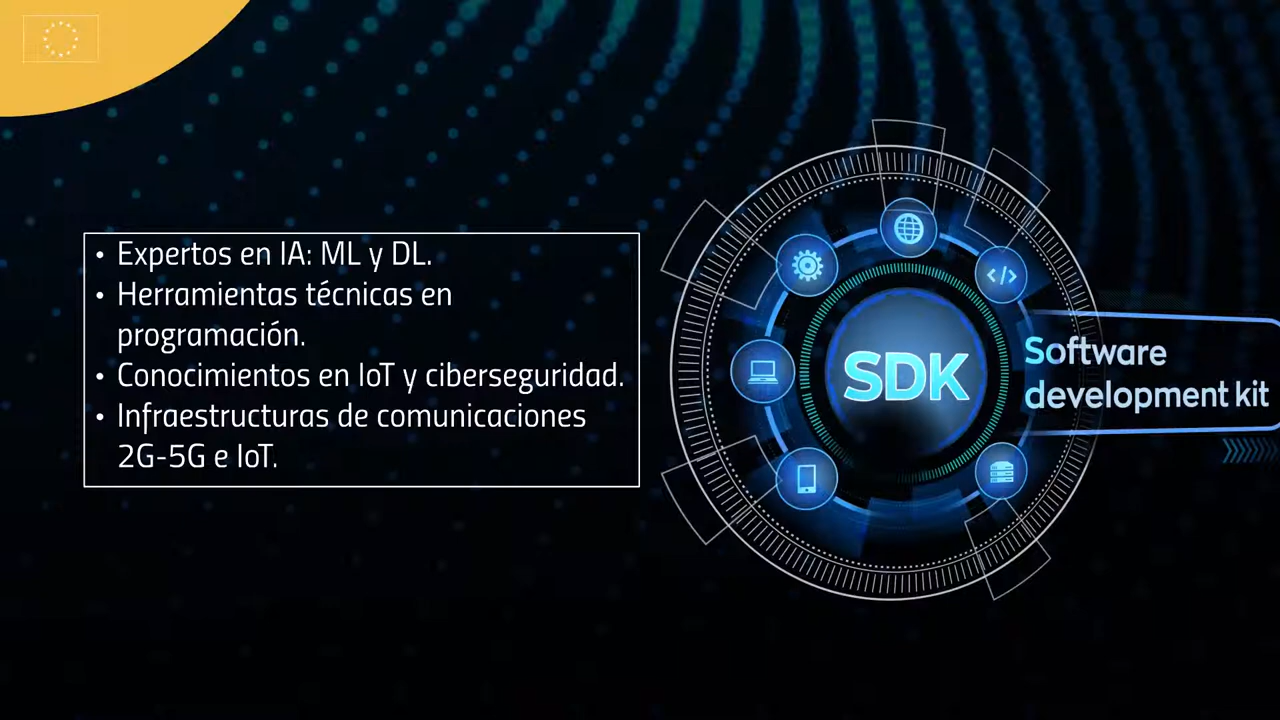 • Expertos en IA: ML y DL.
• Herramientas técnicas en
programación.
• Conocimientos en IoT y ciberseguridad.
• Infraestructuras de comunicaciones
2G-5G e IoT.
SDK
Software
development kit